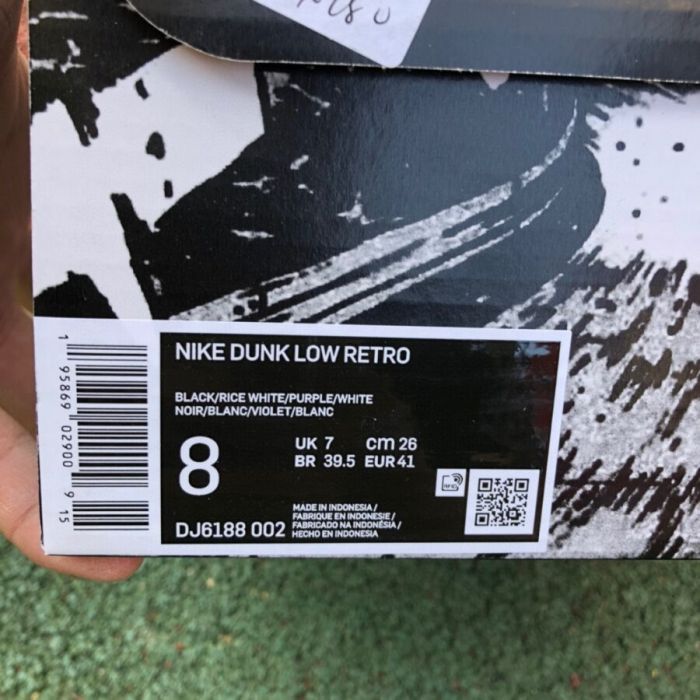 NIKE DUNK LOW RETRO
BLACK/RICE WHITE/PURPLE/WHITE
NOIR/BLANC/VIOLET/BLANC
8
UK 7 cm 26
BR 39.5 EUR 41
DJ6188 002
MADE IN INDONESIA/
FABRIQUE EN INDONESIE/
FABRICADO NA INDONÉSIA/
HECHO EN INDONESIA
RFID
1 95869 02900 9 15